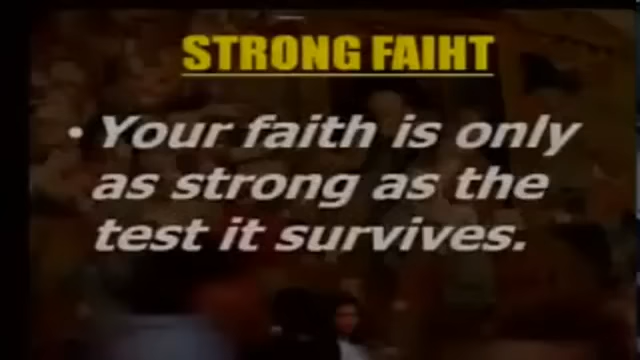 STRONG FAIHT
• Your faith is only
as strong as the
test it survives.